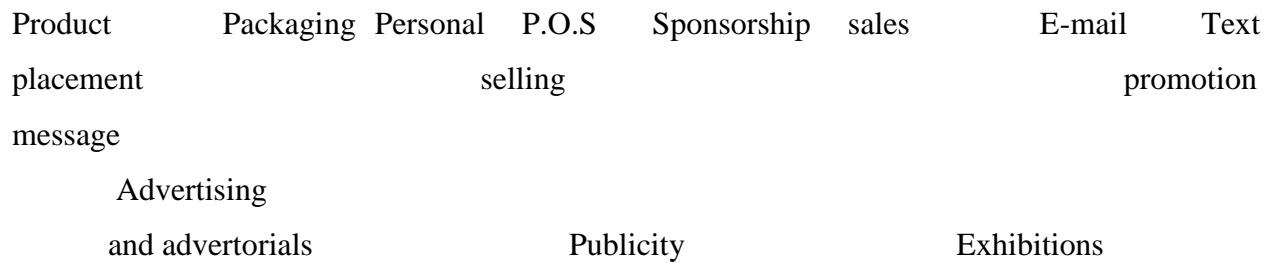 Product Packaging Personal P.O.S Sponsorship sales E-mail Text
placement selling promotion
message
Advertising
and advertorials Publicity Exhibitions